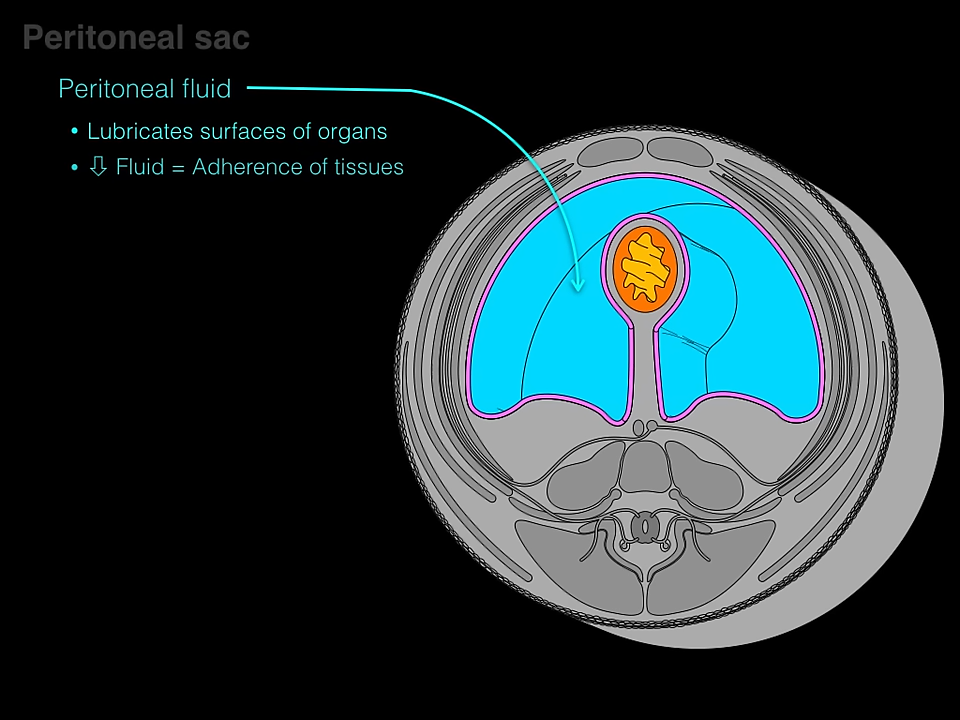 Peritoneal sac
Peritoneal fluid
• Lubricates surfaces of organs
• ⇩ Fluid = Adherence of tissues